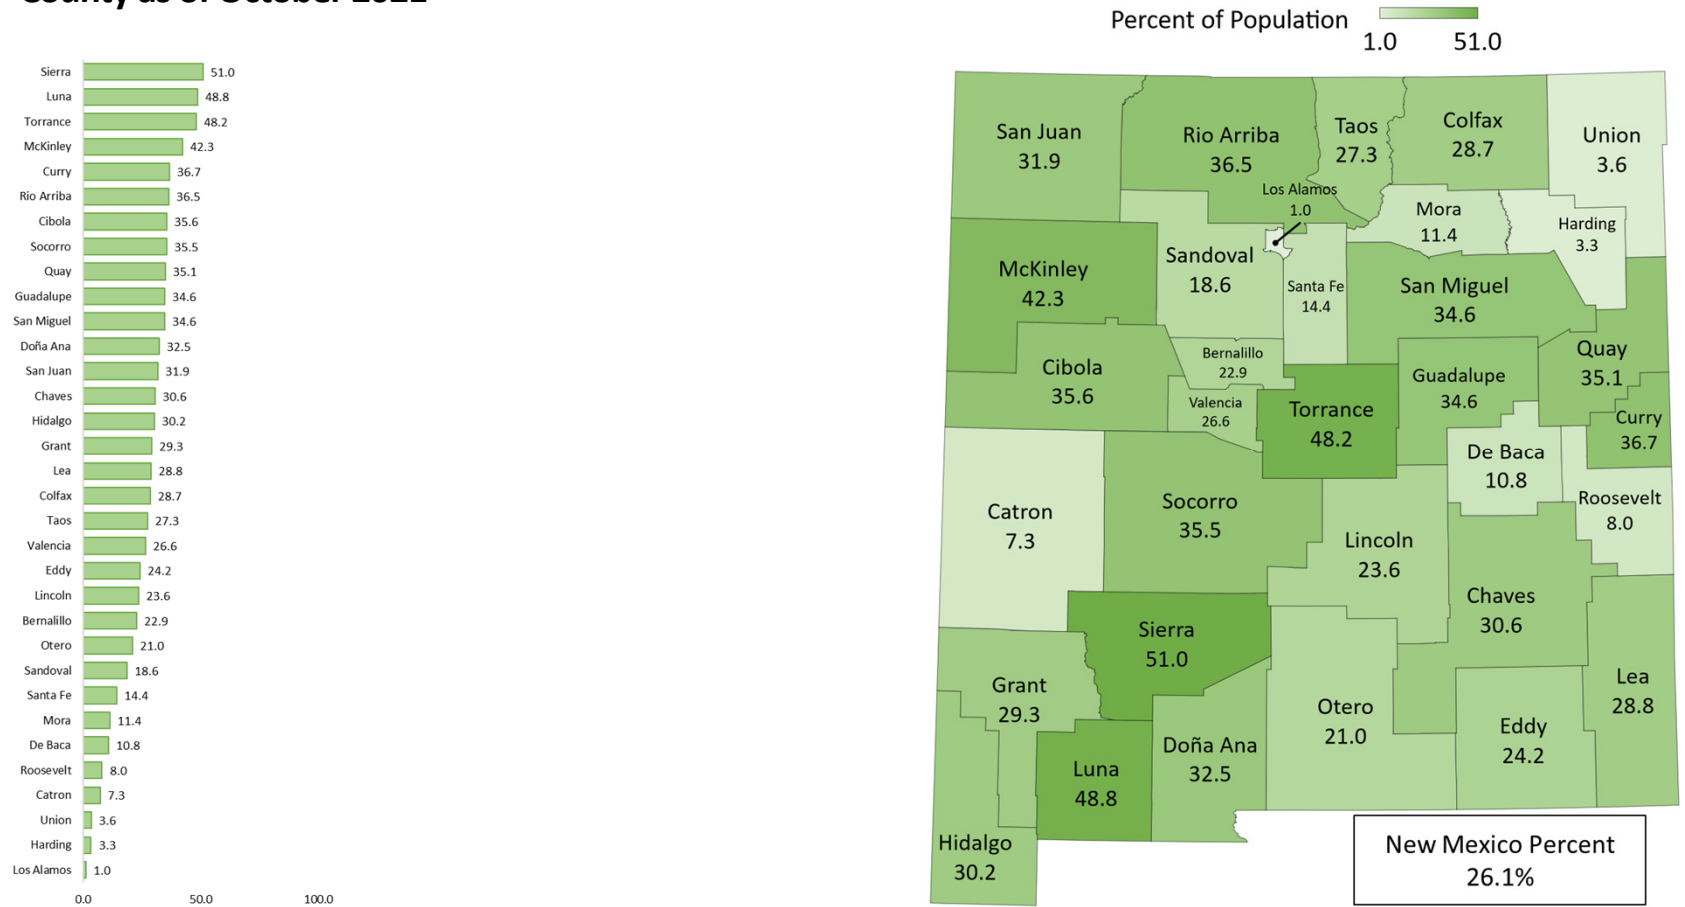 County as of October 2021
Percent of Population
1.0 51.0
Sierra 51.0
Luna 48.8
Torrance 48.2
McKinley 42.3
Curry 36.7
Rio Arriba 36.5
Cibola 35.6
Socorro 35.5
Quay 35.1
Guadalupe 34.6
San Miguel 34.6
Doña Ana 32.5
San Juan 31.9
Chaves 30.6
Hidalgo 30.2
Grant 29.3
Lea 28.8
Colfax 28.7
Taos 27.3
Valencia 26.6
Eddy 24.2
Lincoln 23.6
Bernalillo 22.9
Otero 21.0
Sandoval 18.6
Santa Fe 14.4
Mora 11.4
De Baca 10.8
Roosevelt 8.0
Catron 7.3
Union 3.6
Harding 3.3
Los Alamos 1.0
0.0 50.0 100.0
San Juan
31.9
Rio Arriba
36.5
Taos
27.3
Colfax
28.7
Union
3.6
Los Alamos
1.0
Mora
11.4
Harding
3.3
McKinley
42.3
Sandoval
18.6
Santa Fe
14.4
San Miguel
34.6
Cibola
35.6
Bernalillo
22.9
Valencia
26.6
Torrance
48.2
Guadalupe
34.6
Quay
35.1
Curry
36.7
De Baca
10.8
Roosevelt
8.0
Catron
7.3
Socorro
35.5
Lincoln
23.6
Chaves
30.6
Sierra
51.0
Grant
29.3
Otero
21.0
Lea
28.8
Eddy
24.2
Doña Ana
32.5
Luna
48.8
Hidalgo
30.2
New Mexico Percent
26.1%